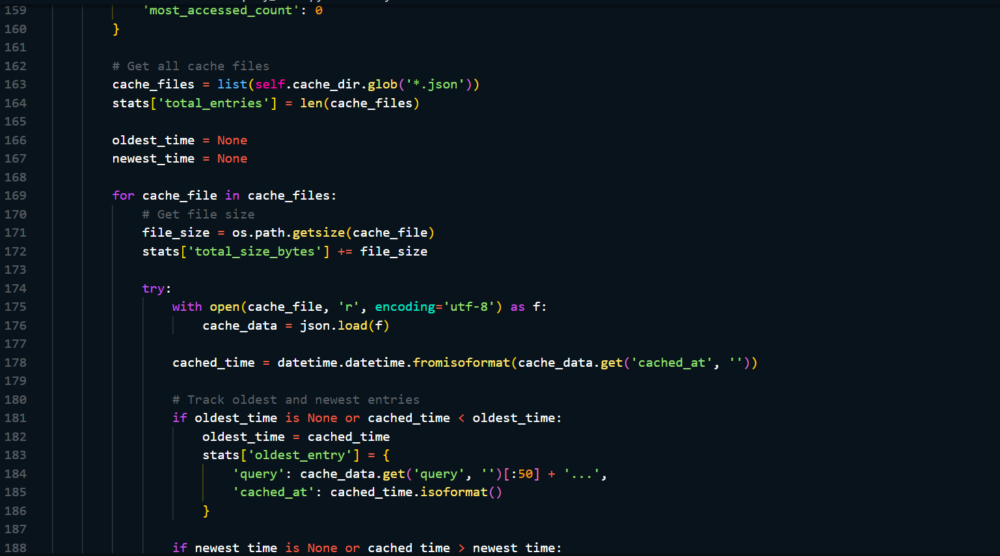 159 'most_accessed_count': 0
160 }
161
162 # Get all cache files
163 cache_files = list(self.cache_dir.glob('*.json'))
164 stats['total_entries'] = len(cache_files)
165
166 oldest_time = None
167 newest_time = None
168
169 for cache_file in cache_files:
170 # Get file size
171 file_size = os.path.getsize(cache_file)
172 stats['total_size_bytes'] += file_size
173
174 try:
175 with open(cache_file, 'r', encoding='utf-8') as f:
176 cache_data = json.load(f)
177
178 cached_time = datetime.datetime.fromisoformat(cache_data.get('cached_at', ''))
179
180 # Track oldest and newest entries
181 if oldest_time is None or cached_time < oldest_time:
182 oldest_time = cached_time
183 stats['oldest_entry'] = {
184 'query': cache_data.get('query', '')[:50] + '...',
185 'cached_at': cached_time.isoformat()
186 }
187
188 if newest_time is None or cached_time > newest_time: